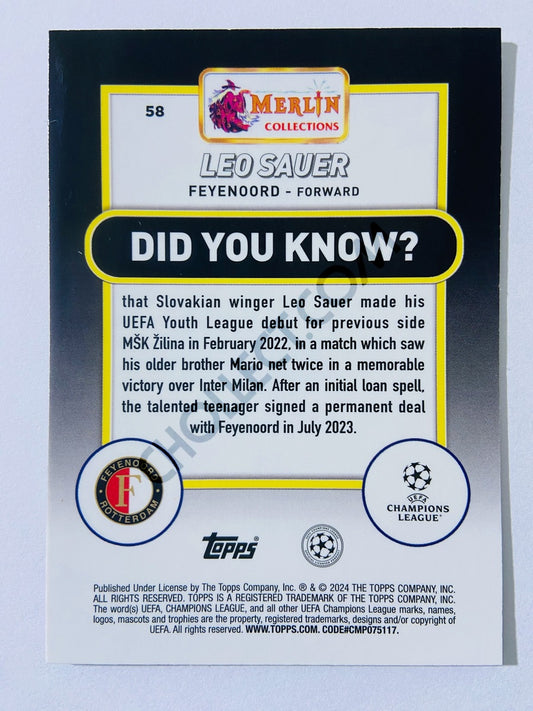 58
MERLIN
COLLECTIONS
LEO SAUER
FEYENOORD - FORWARD
DID YOU KNOW?
that Slovakian winger Leo Sauer made his
UEFA Youth League debut for previous side
MŠK Žilina in February 2022, in a match which saw
his older brother Mario net twice in a memorable
victory over Inter Milan. After an initial loan spell,
the talented teenager signed a permanent deal
with Feyenoord in July 2023.
FEYENOORD
F
ROTTERDAM
UEFA
CHAMPIONS
LEAGUE
topps
Published Under License by The Topps Company, Inc. ® & © 2024 THE TOPPS COMPANY, INC.
ALL RIGHTS RESERVED. TOPPS IS A REGISTERED TRADEMARK OF THE TOPPS COMPANY, INC.
The word(s) UEFA, CHAMPIONS LEAGUE, and all other UEFA Champions League marks, names,
logos, mascots and trophies are the property, registered trademarks, designs and/or copyright of
UEFA. All rights reserved. WWW.TOPPS.COM. CODE#CMP075117.